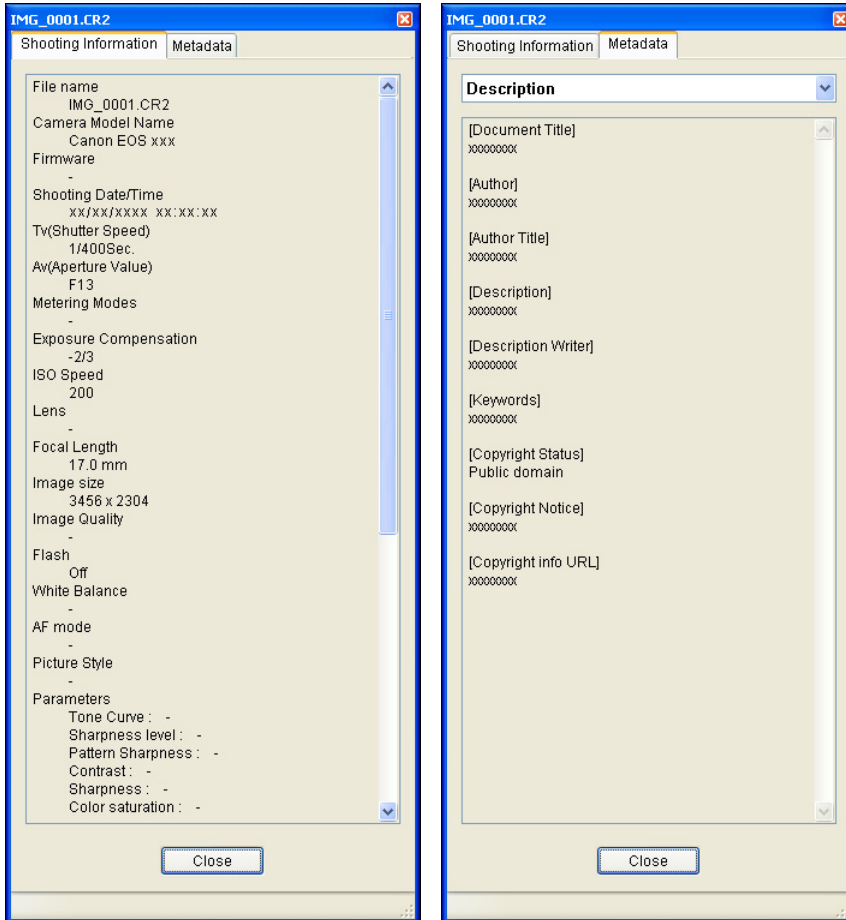 IMG_0001.CR2
Shooting Information
Metadata
File name
IMG_0001.CR2
Camera Model Name
Canon EOS xxx
Firmware
-
Shooting Date/Time
xx/xx/xxxx xx:xx:xx
Tv(Shutter Speed)
1/400Sec.
Av(Aperture Value)
F13
Metering Modes
-
Exposure Compensation
-2/3
ISO Speed
200
Lens
-
Focal Length
17.0 mm
Image size
3456 x 2304
Image Quality
-
Flash
Off
White Balance
-
AF mode
-
Picture Style
-
Parameters
Tone Curve : -
Sharpness level : -
Pattern Sharpness : -
Contrast : -
Sharpness : -
Color saturation : -
Close
IMG_0001.CR2
Shooting Information
Metadata
Description
[Document Title]
xxxxxxxx
[Author]
xxxxxxxx
[Author Title]
xxxxxxxx
[Description]
xxxxxxxx
[Description Writer]
xxxxxxxx
[Keywords]
xxxxxxxx
[Copyright Status]
Public domain
[Copyright Notice]
xxxxxxxx
[Copyright info URL]
xxxxxxxx
Close